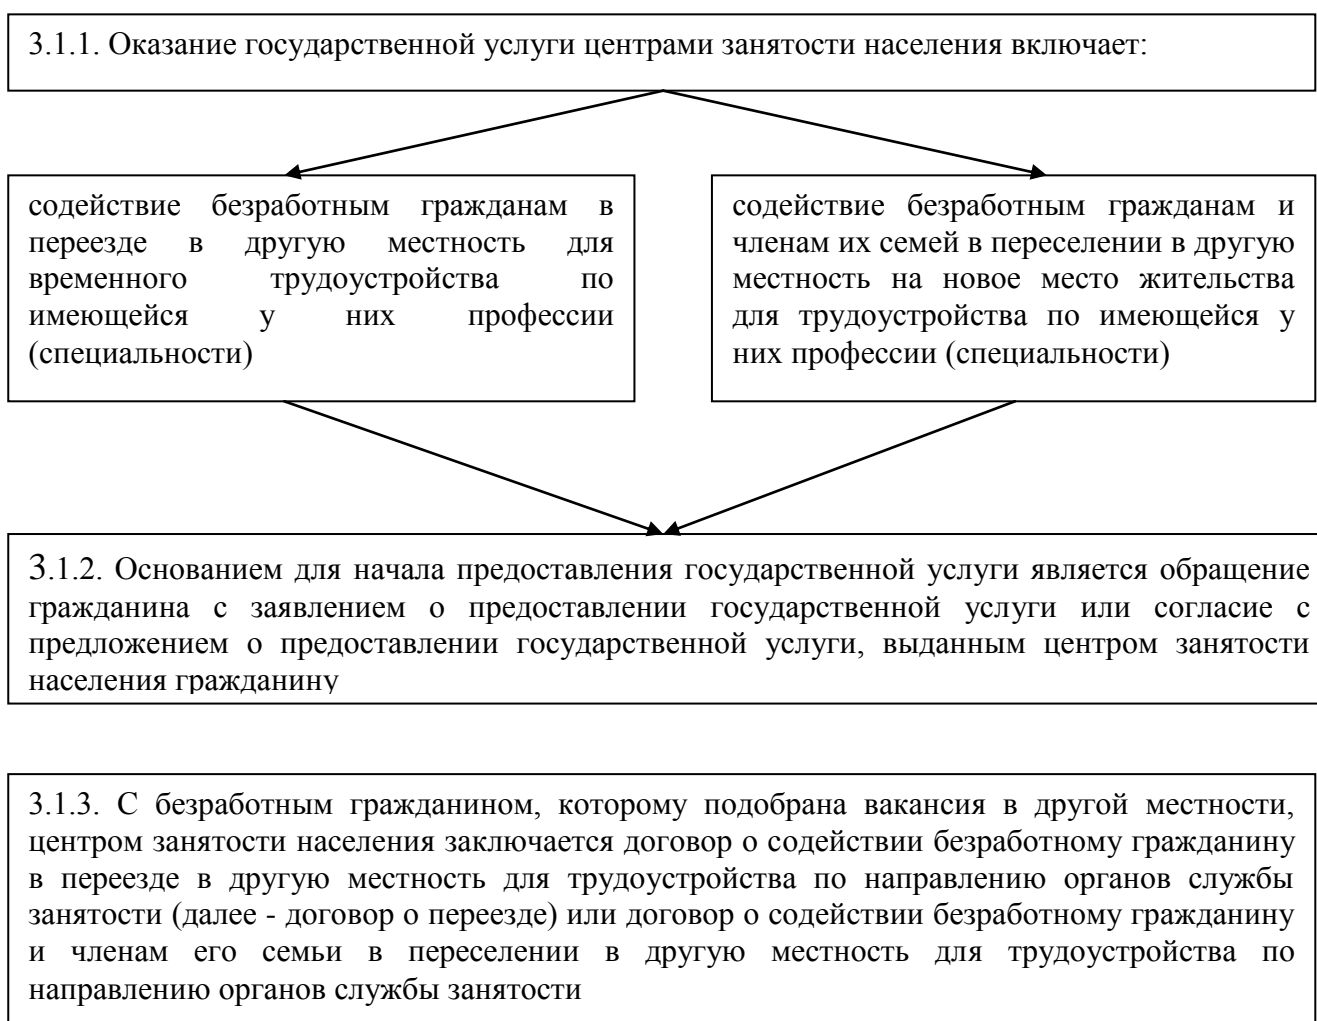 3.1.1. Оказание государственной услуги центрами занятости населения включает:
содействие безработным гражданам в
переезде в другую местность для
временного трудоустройства по
имеющейся у них профессии
(специальности)
содействие безработным гражданам и
членам их семей в переселении в другую
местность на новое место жительства
для трудоустройства по имеющейся у
них профессии (специальности)
3.1.2. Основанием для начала предоставления государственной услуги является обращение
гражданина с заявлением о предоставлении государственной услуги или согласие с
предложением о предоставлении государственной услуги, выданным центром занятости
населения гражданину
3.1.3. С безработным гражданином, которому подобрана вакансия в другой местности,
центром занятости населения заключается договор о содействии безработному гражданину
в переезде в другую местность для трудоустройства по направлению органов службы
занятости (далее - договор о переезде) или договор о содействии безработному гражданину
и членам его семьи в переселении в другую местность для трудоустройства по
направлению органов службы занятости